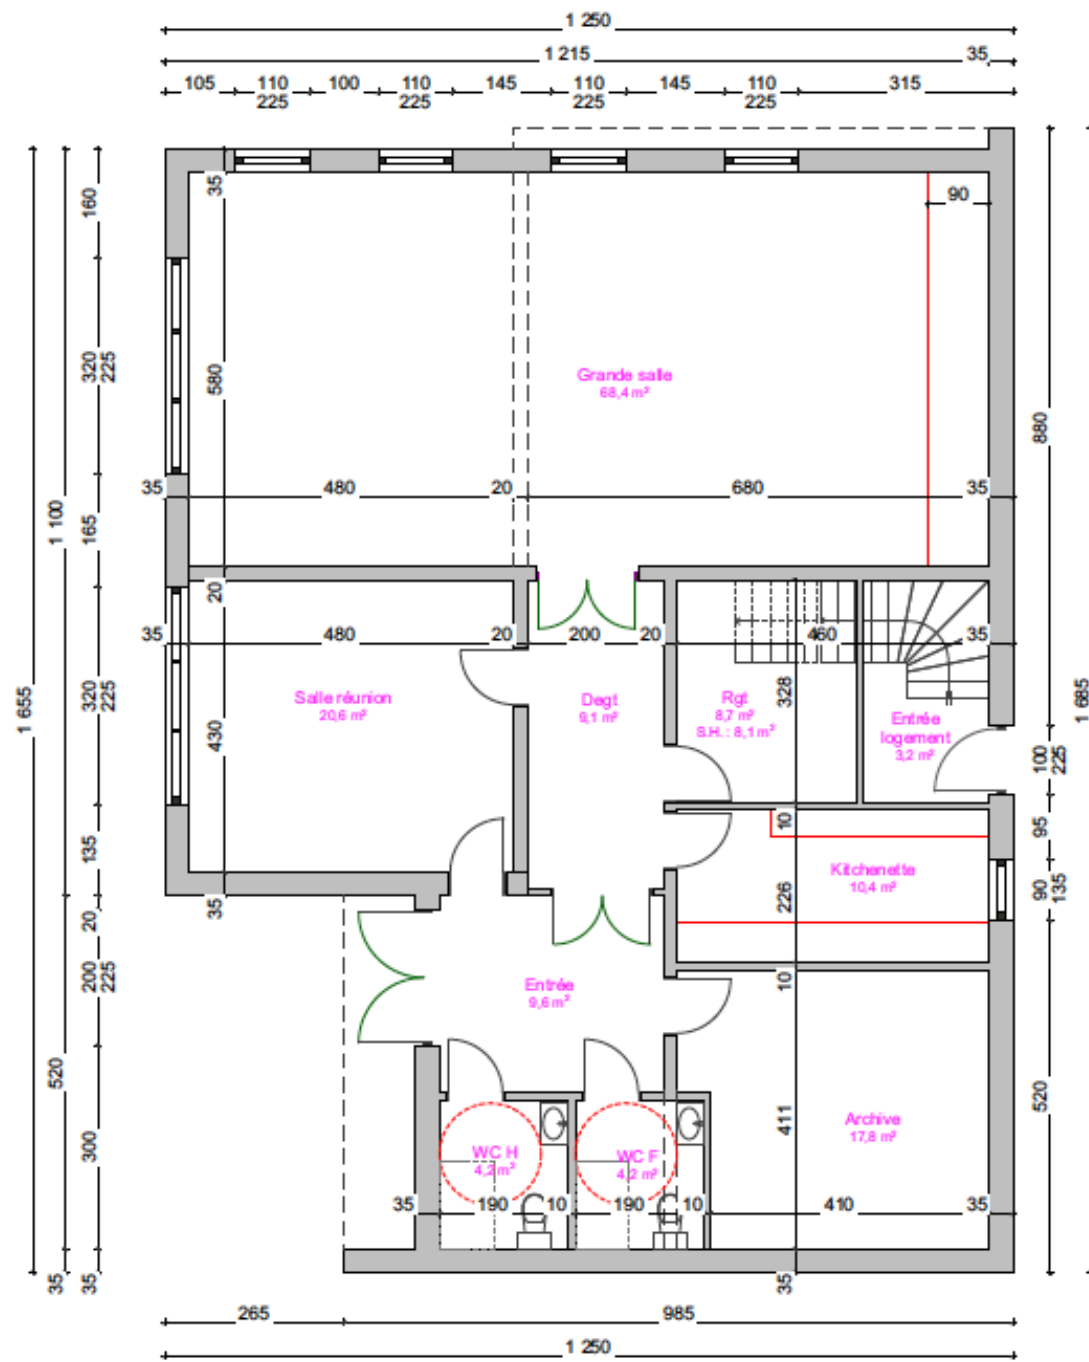 1 250
1 215 35
105 110 100 110 145 110 145 110 315
225 225 225 225
35 90
160
320
225
580
Grande salle
68,4 m²
880
35 480 20 680 35
165
1 100
20
35 480 20 200 20 460 35
320
225
1 655
1 685
Salle réunion
20,6 m²
Degt
9,1 m²
Rgt
8,7 m²
S.H. : 8,1 m²
328
Entrée
logement
3,2 m²
430
100
225
135
10
95
Kitchenette
10,4 m²
226
90
135
35
20
200
225
Entrée
9,6 m²
10
520
520
300
411
Archive
17,8 m²
WC H
4,2 m²
WC F
4,2 m²
35 190 10 190 10 410 35
35
35
35
265 985
1 250